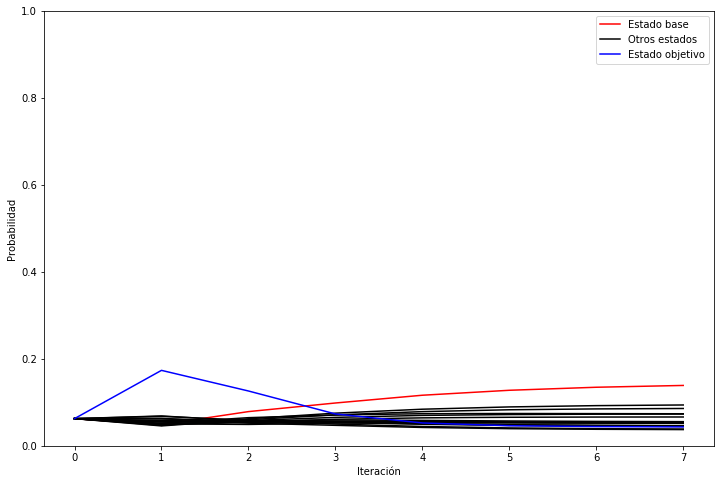 1.0
Estado base
Otros estados
Estado objetivo
0.8
0.6
Probabilidad
0.4
0.2
0.0
0 1 2 3 4 5 6 7
Iteración